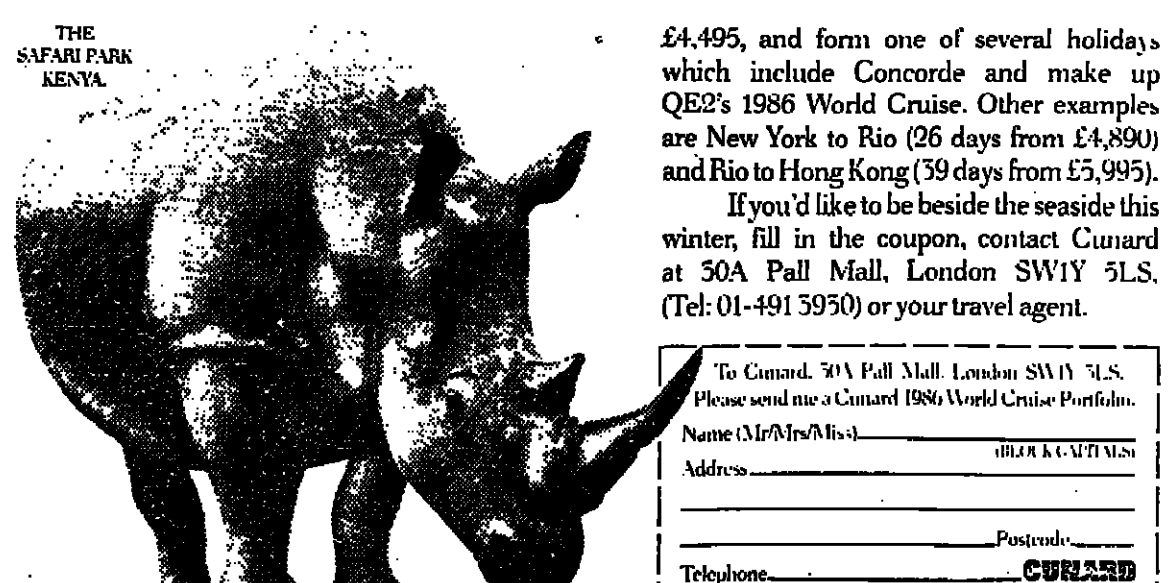 THE
SAFARI PARK
KENYA.
£4,495, and form one of several holidays
which include Concorde and make up
QE2's 1986 World Cruise. Other examples
are New York to Rio (26 days from £4,890)
and Rio to Hong Kong (39 days from £5,995).
If you'd like to be beside the seaside this
winter, fill in the coupon, contact Cunard
at 30A Pall Mall, London SW1Y 5LS,
(Tel: 01-491 3930) or your travel agent.
To Cunard, 30A Pall Mall, London SW1Y 5LS.
Please send me a Cunard 1986 World Cruise Portfolio.
Name (Mr/Mrs/Miss)
(BLOCK CAPITALS)
Address
Postcode
Telephone
CUNARD